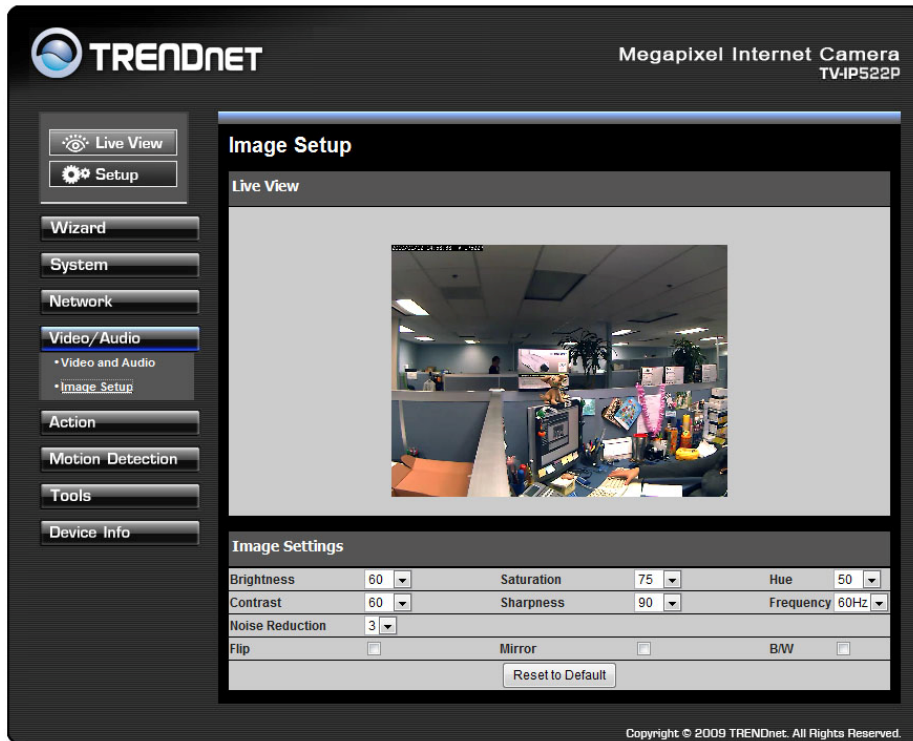 TRENDNET
Megapixel Internet Camera
TV-IP522P
Live View
Setup
Wizard
System
Network
Video/Audio
•Video and Audio
•Image Setup
Action
Motion Detection
Tools
Device Info
Image Setup
Live View
Image Settings
Brightness 60 Saturation 75 Hue 50
Contrast 60 Sharpness 90 Frequency 60Hz
Noise Reduction 3
Flip Mirror B/W
Reset to Default
Copyright © 2009 TRENDnet. All Rights Reserved.